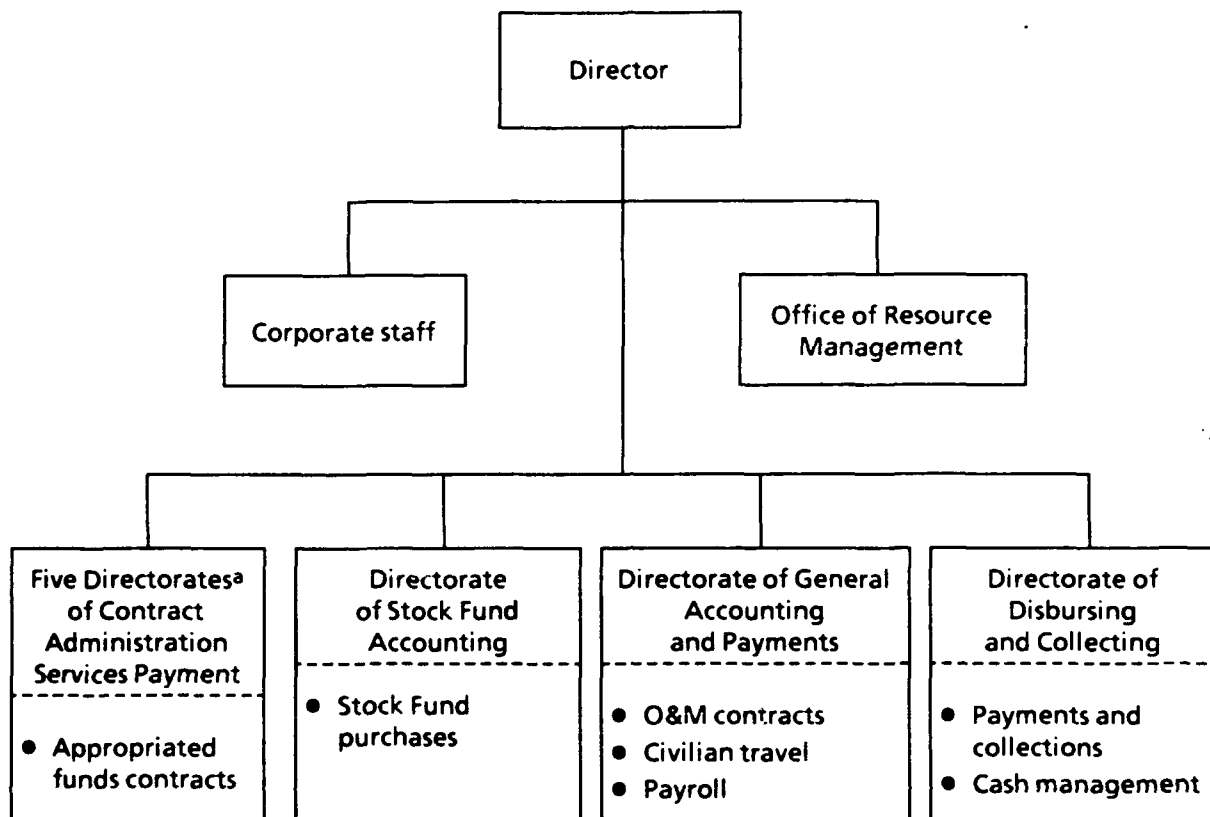 Director
Corporate staff
Office of Resource
Management
Five Directoratesᵃ
of Contract
Administration
Services Payment
● Appropriated
funds contracts
Directorate
of Stock Fund
Accounting
● Stock Fund
purchases
Directorate of General
Accounting
and Payments
● O&M contracts
● Civilian travel
● Payroll
Directorate of
Disbursing
and Collecting
● Payments and
collections
● Cash management